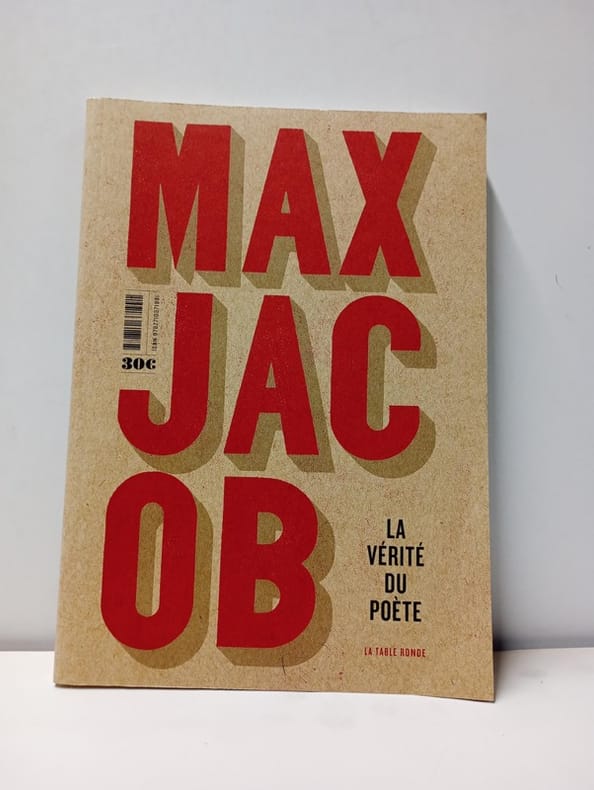 MAX
JAC
OB
30€
LA
VÉRITÉ
DU
POÈTE
LA TABLE RONDE